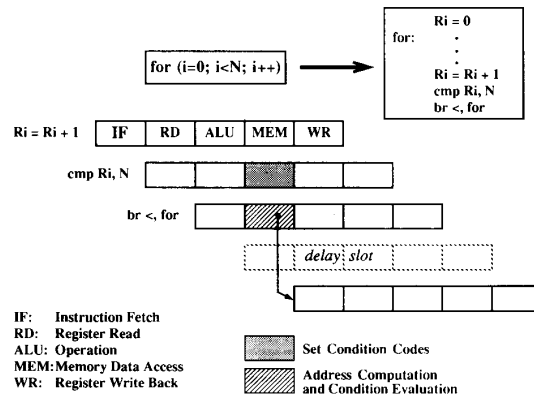 Ri = 0
for:
.
.
.
for (i=0; i<N; i++)
Ri = Ri + 1
cmp Ri, N
br <, for
Ri = Ri + 1
IF
RD
ALU
MEM
WR
cmp Ri, N
br <, for
delay slot
IF: Instruction Fetch
RD: Register Read
ALU: Operation
MEM: Memory Data Access
WR: Register Write Back
Set Condition Codes
Address Computation
and Condition Evaluation